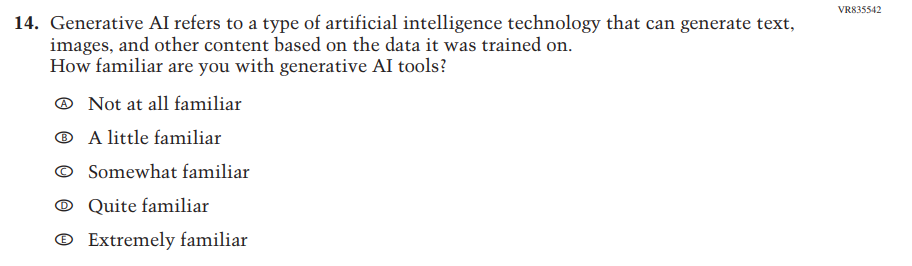 VR835542
14. Generative AI refers to a type of artificial intelligence technology that can generate text,
images, and other content based on the data it was trained on.
How familiar are you with generative AI tools?
A Not at all familiar
B A little familiar
C Somewhat familiar
D Quite familiar
E Extremely familiar